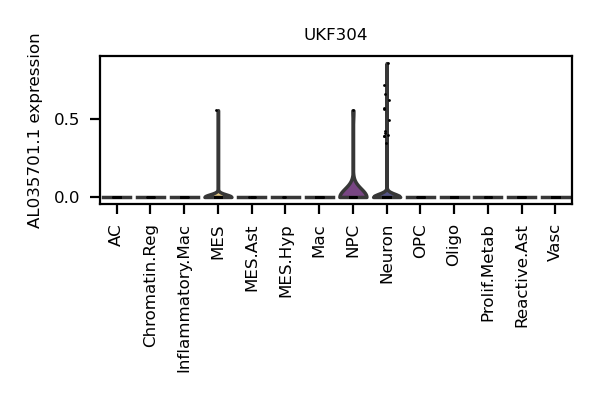 UKF304
AL035701.1 expression
0.5
0.0
AC
Chromatin.Reg
Inflammatory.Mac
MES
MES.Ast
MES.Hyp
Mac
NPC
Neuron
OPC
Oligo
Prolif.Metab
Reactive.Ast
Vasc